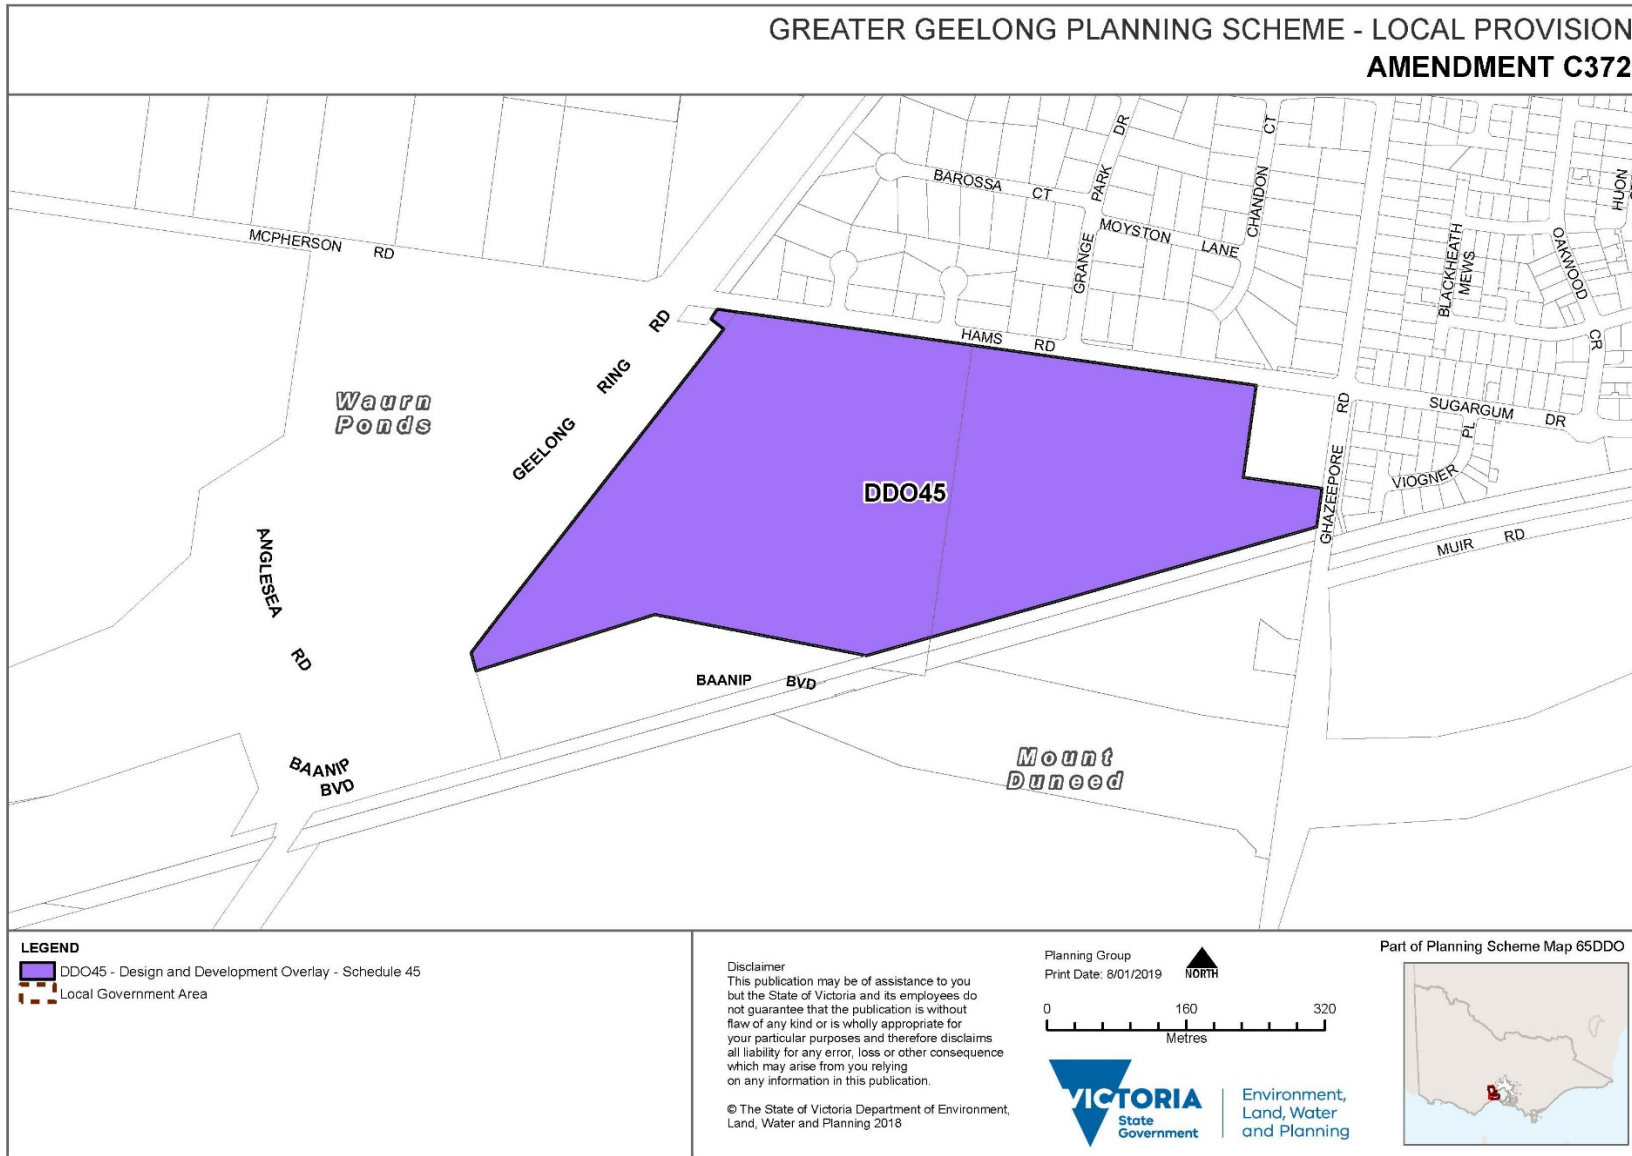 GREATER GEELONG PLANNING SCHEME - LOCAL PROVISION
AMENDMENT C372
BAROSSA CT
PARK DR
CHANDON CT
HUON
MCPHERSON RD
MOYSTON LANE
GRANGE
BLACKHEATH
MEWS
OAKWOOD CR
HAMS RD
GEELONG RING RD
Waurn
Ponds
SUGARGUM DR
PL
VIOGNER
DDO45
GHAZEEPORE RD
MUIR RD
ANGLESEA RD
BAANIP BVD
BAANIP
BVD
Mount
Duneed
LEGEND
DDO45 - Design and Development Overlay - Schedule 45
Local Government Area
Disclaimer
This publication may be of assistance to you
but the State of Victoria and its employees do
not guarantee that the publication is without
flaw of any kind or is wholly appropriate for
your particular purposes and therefore disclaims
all liability for any error, loss or other consequence
which may arise from you relying
on any information in this publication.
© The State of Victoria Department of Environment,
Land, Water and Planning 2018
Planning Group
Print Date: 8/01/2019
NORTH
0 160 320
Metres
VICTORIA
State
Government
Environment,
Land, Water
and Planning
Part of Planning Scheme Map 65DDO